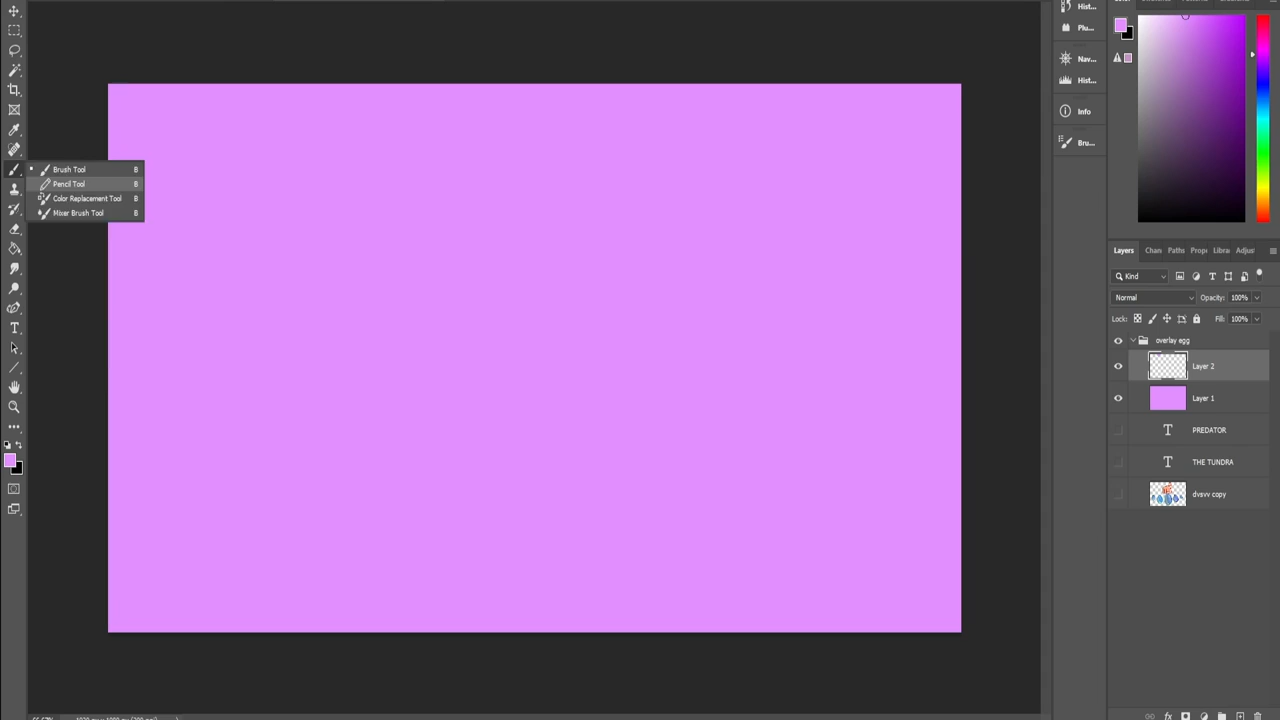 Hist...
Plu...
Nav...
Hist...
Info
Bru...
Brush Tool B
Pencil Tool B
Color Replacement Tool B
Mixer Brush Tool B
Layers Chan Paths Prop Libra Adjus
Kind
Normal Opacity: 100%
Lock: Fill: 100%
overlay egg
Layer 2
Layer 1
T PREDATOR
T THE TUNDRA
dvsvv copy
fx